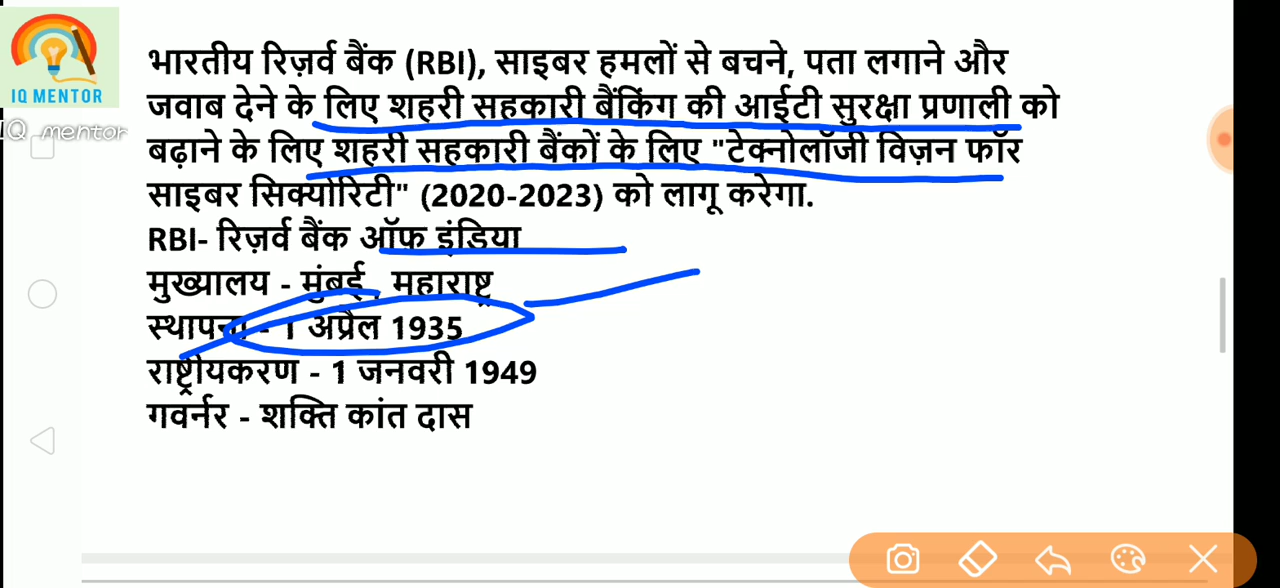 IQ MENTOR
IQ mentor
भारतीय रिज़र्व बैंक (RBI), साइबर हमलों से बचने, पता लगाने और
जवाब देने के लिए शहरी सहकारी बैंकिंग की आईटी सुरक्षा प्रणाली को
बढ़ाने के लिए शहरी सहकारी बैंकों के लिए "टेक्नोलॉजी विज़न फॉर
साइबर सिक्योरिटी" (2020-2023) को लागू करेगा.
RBI- रिज़र्व बैंक ऑफ इंडिया
मुख्यालय - मुंबई , महाराष्ट्र
स्थापना - 1 अप्रैल 1935
राष्ट्रीयकरण - 1 जनवरी 1949
गवर्नर - शक्ति कांत दास